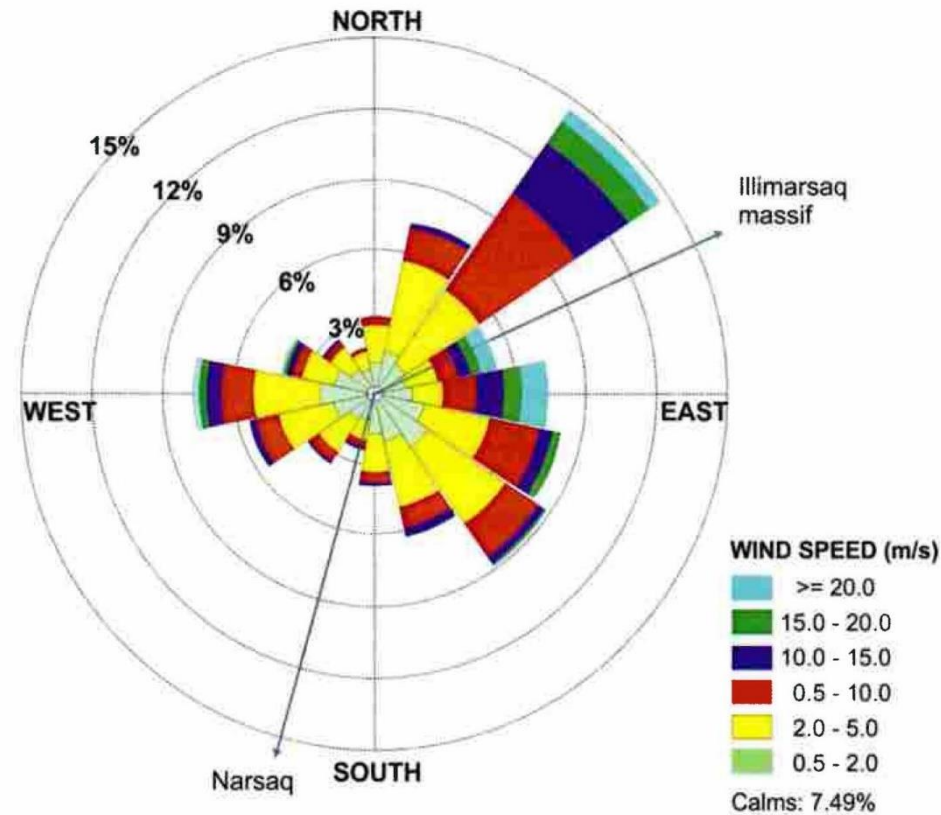 NORTH
15%
12%
9%
6%
3%
Illimarsaq
massif
WEST
EAST
Narsaq
SOUTH
WIND SPEED (m/s)
>= 20.0
15.0 - 20.0
10.0 - 15.0
0.5 - 10.0
2.0 - 5.0
0.5 - 2.0
Calms: 7.49%